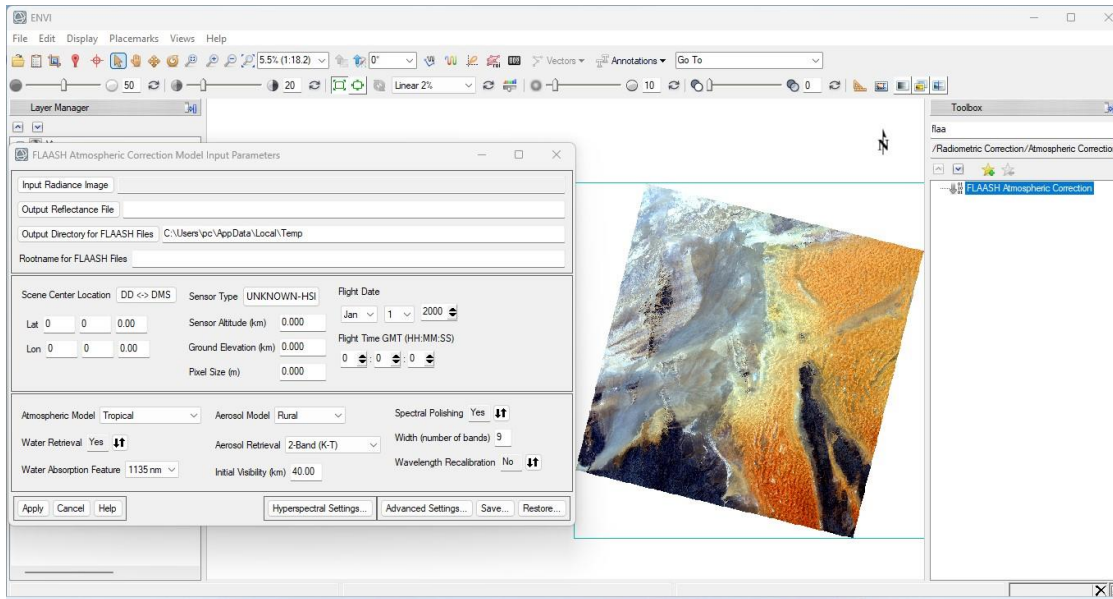 ENVI
File Edit Display Placemarks Views Help
5.5% (1:18.2) 0° Vectors Annotations Go To
50 20 Linear 2% 10 0
Layer Manager
Toolbox
flaa
/Radiometric Correction/Atmospheric Correctio
FLAASH Atmospheric Correction
N
FLAASH Atmospheric Correction Model Input Parameters
Input Radiance Image
Output Reflectance File
Output Directory for FLAASH Files C:\Users\pc\AppData\Local\Temp
Rootname for FLAASH Files
Scene Center Location DD <-> DMS Sensor Type UNKNOWN-HSI Flight Date
Jan 1 2000
Lat 0 0 0.00 Sensor Altitude (km) 0.000
Flight Time GMT (HH:MM:SS)
Lon 0 0 0.00 Ground Elevation (km) 0.000
0 : 0 : 0
Pixel Size (m) 0.000
Atmospheric Model Tropical Aerosol Model Rural Spectral Polishing Yes
Water Retrieval Yes Aerosol Retrieval 2-Band (K-T) Width (number of bands) 9
Water Absorption Feature 1135 nm Initial Visibility (km) 40.00 Wavelength Recalibration No
Apply Cancel Help Hyperspectral Settings... Advanced Settings... Save... Restore...